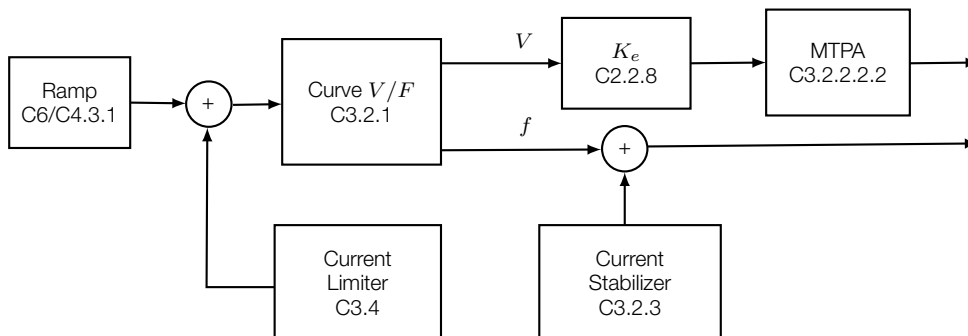 Ramp
C6/C4.3.1
+
Curve V/F
C3.2.1
V
f
K_e
C2.2.8
MTPA
C3.2.2.2.2
+
Current
Limiter
C3.4
Current
Stabilizer
C3.2.3